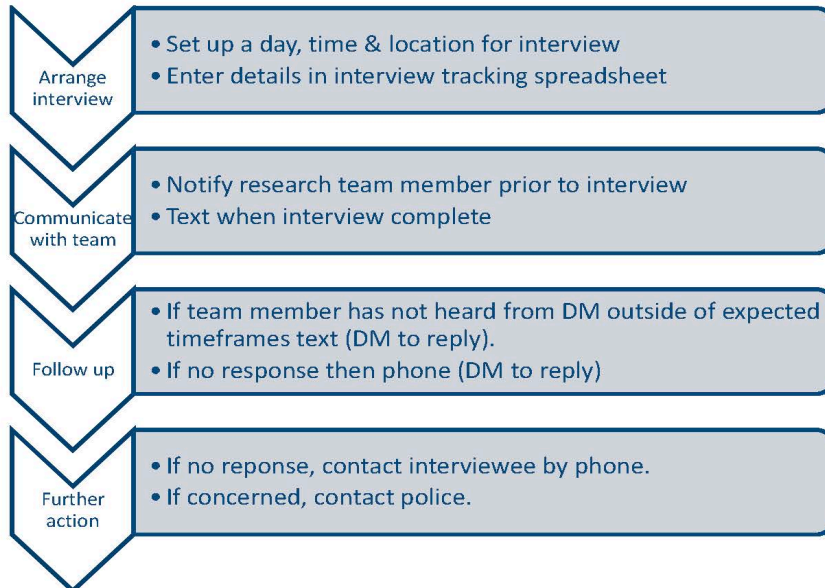 Arrange
interview
• Set up a day, time & location for interview
• Enter details in interview tracking spreadsheet
Communicate
with team
• Notify research team member prior to interview
• Text when interview complete
Follow up
• If team member has not heard from DM outside of expected
timeframes text (DM to reply).
• If no response then phone (DM to reply)
Further
action
• If no reponse, contact interviewee by phone.
• If concerned, contact police.